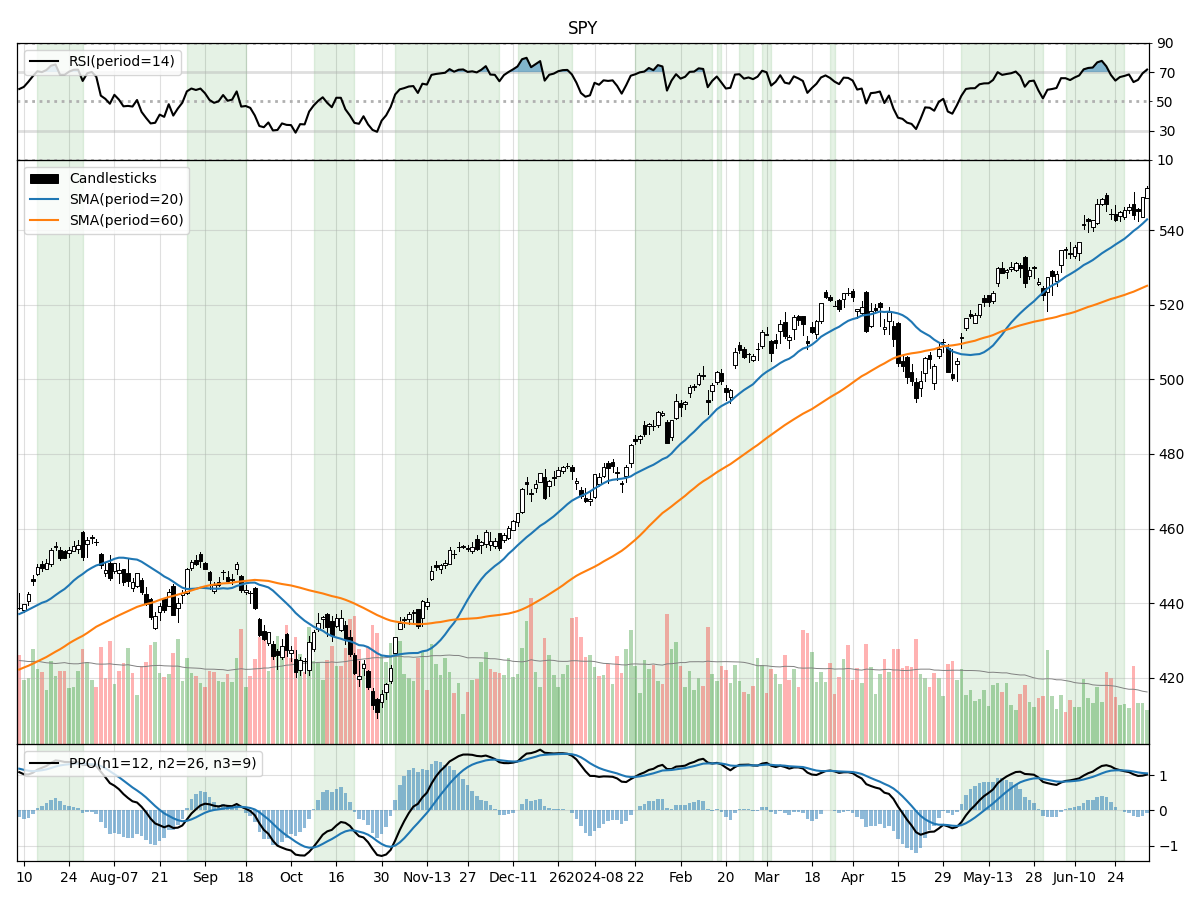 SPY
RSI(period=14)
90
70
50
30
10
Candlesticks
SMA(period=20)
SMA(period=60)
540
520
500
480
460
440
420
PPO(n1=12, n2=26, n3=9)
1
0
−1
10 24 Aug-07 21 Sep 18 Oct 16 30 Nov-13 27 Dec-11 262024-08 22 Feb 20 Mar 18 Apr 15 29 May-13 28 Jun-10 24